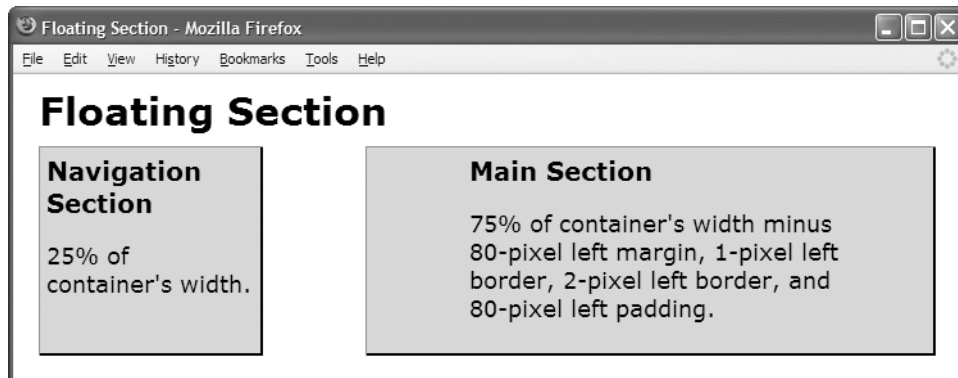 Floating Section - Mozilla Firefox
File Edit View History Bookmarks Tools Help
Floating Section
Navigation
Section
25% of
container's width.
Main Section
75% of container's width minus
80-pixel left margin, 1-pixel left
border, 2-pixel left border, and
80-pixel left padding.